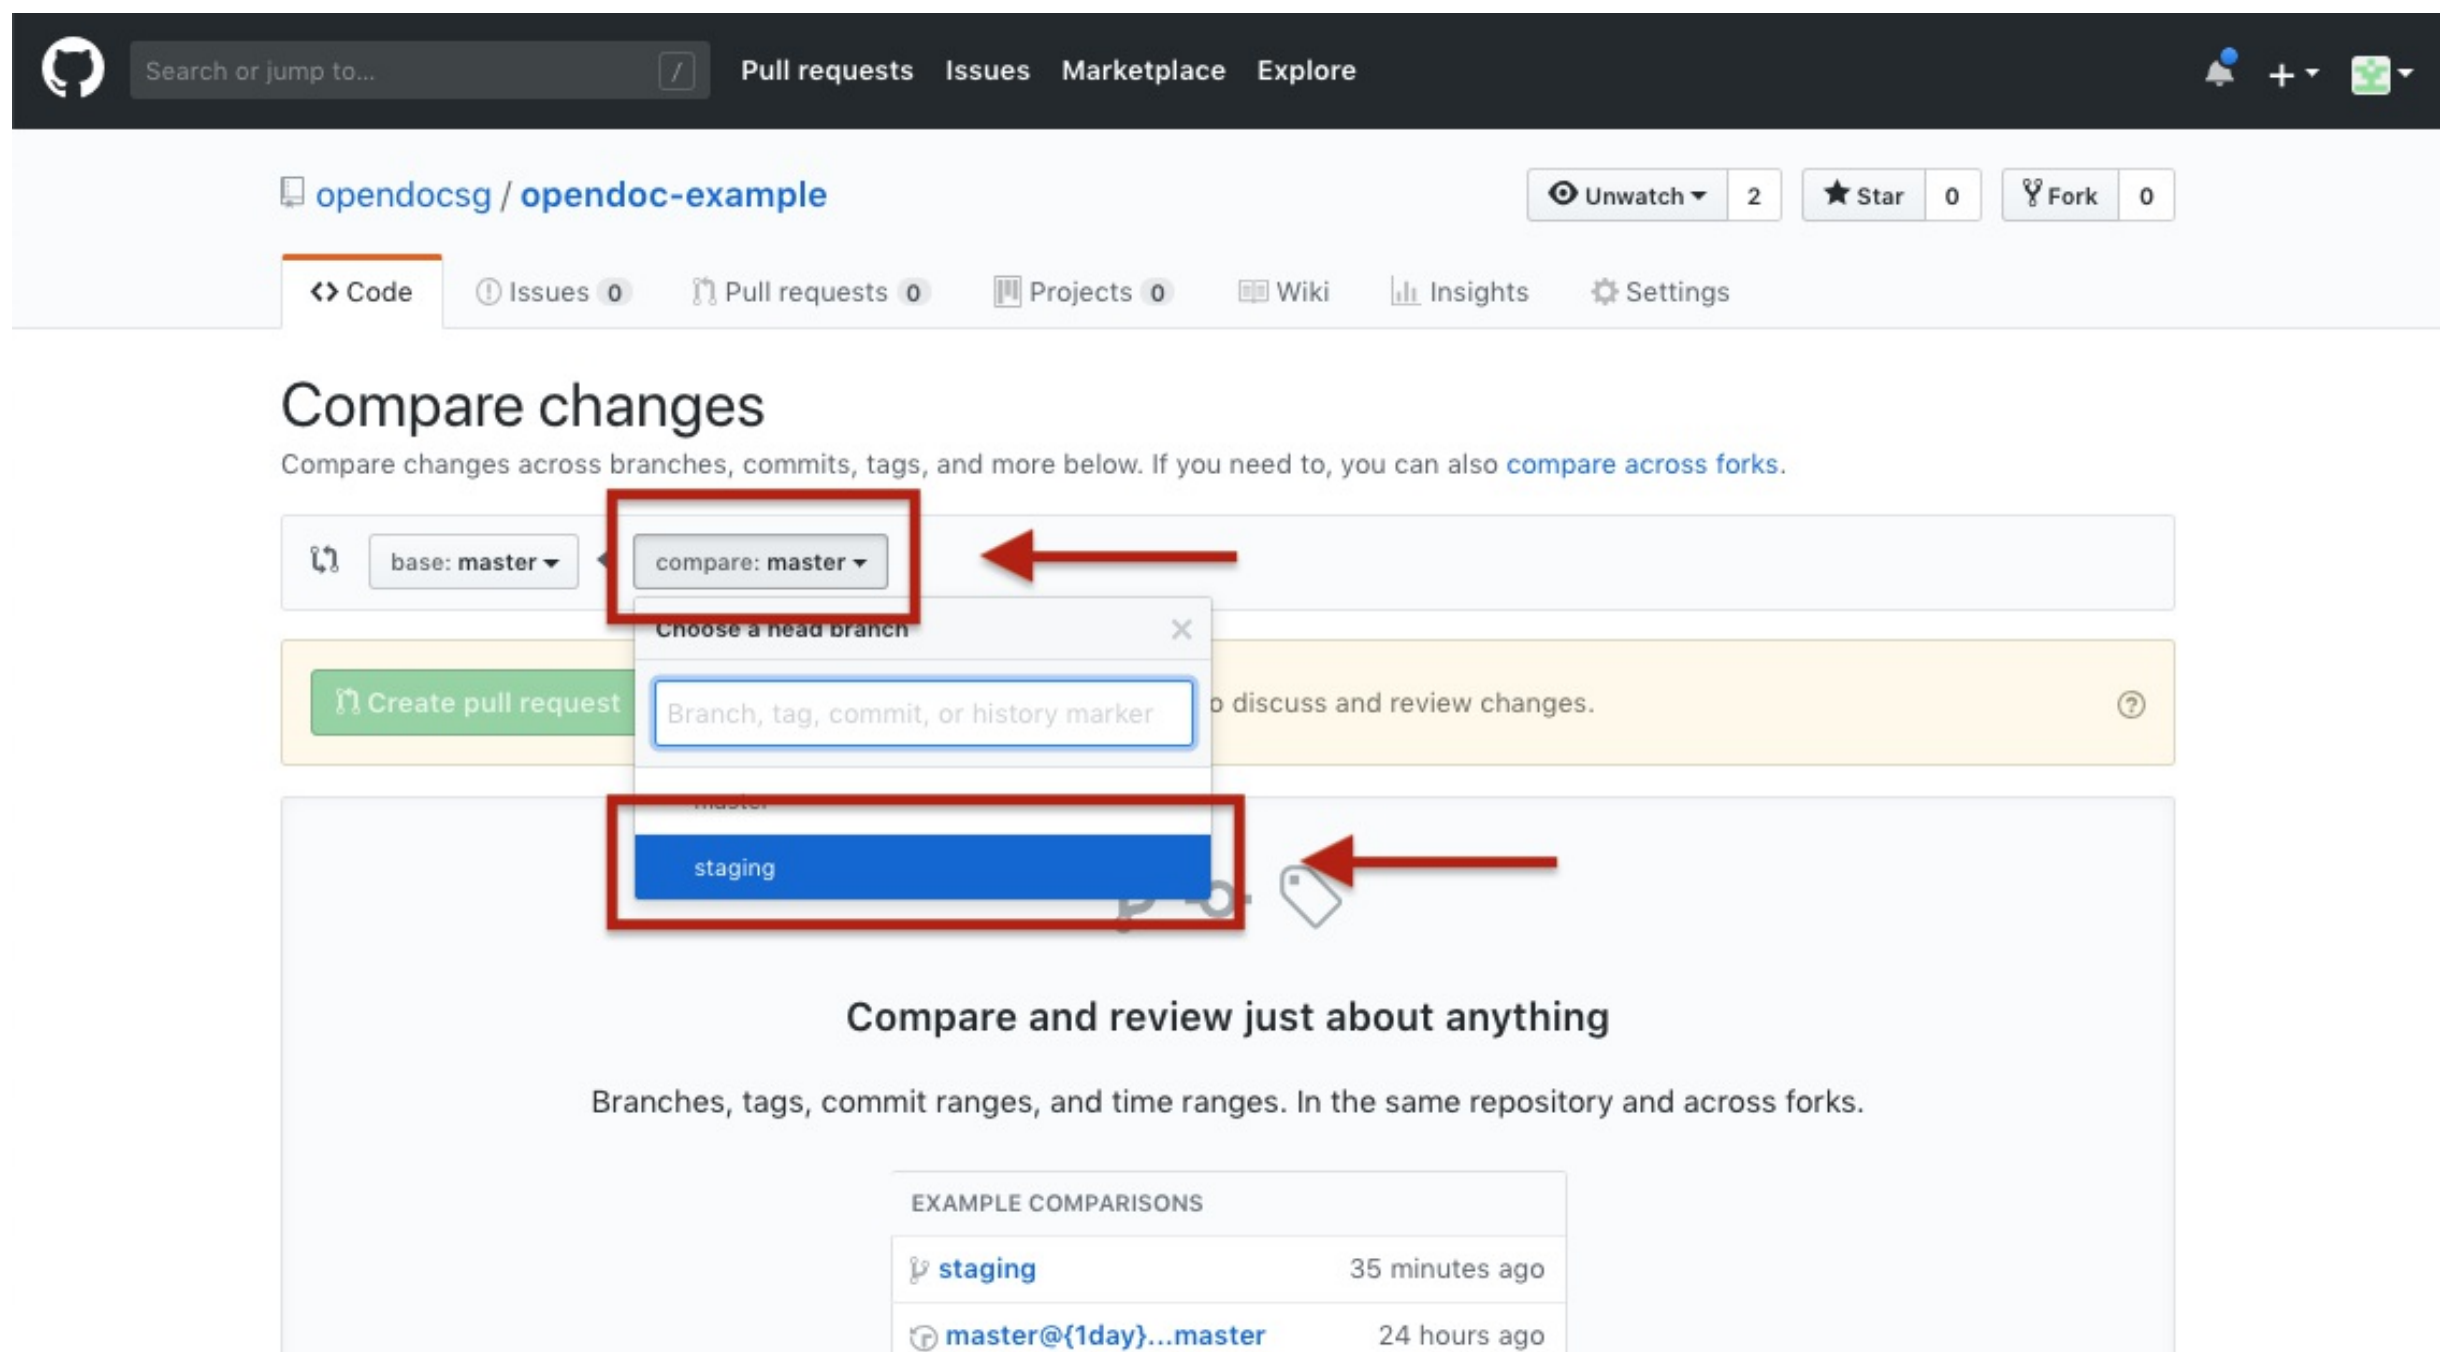 Search or jump to... / Pull requests Issues Marketplace Explore
opendocsg / opendoc-example Unwatch 2 Star 0 Fork 0
<> Code Issues 0 Pull requests 0 Projects 0 Wiki Insights Settings
Compare changes
Compare changes across branches, commits, tags, and more below. If you need to, you can also compare across forks.
base: master compare: master
Choose a head branch
Create pull request Branch, tag, commit, or history marker discuss and review changes.
master
staging
Compare and review just about anything
Branches, tags, commit ranges, and time ranges. In the same repository and across forks.
EXAMPLE COMPARISONS
staging 35 minutes ago
master@{1day}...master 24 hours ago